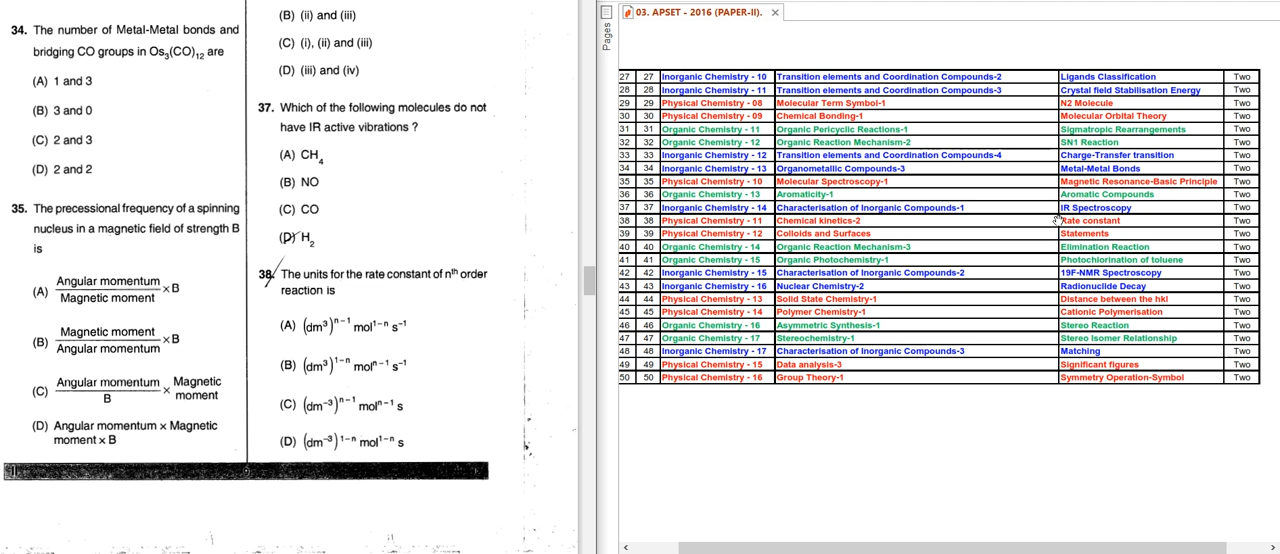 34. The number of Metal-Metal bonds and
bridging CO groups in Os3(CO)12 are
(A) 1 and 3
(B) 3 and 0
(C) 2 and 3
(D) 2 and 2
35. The precessional frequency of a spinning
nucleus in a magnetic field of strength B
is
(A) Angular momentum / Magnetic moment × B
(B) Magnetic moment / Angular momentum × B
(C) Angular momentum / B × Magnetic moment
(D) Angular momentum × Magnetic
moment × B
(B) (ii) and (iii)
(C) (i), (ii) and (iii)
(D) (iii) and (iv)
37. Which of the following molecules do not
have IR active vibrations ?
(A) CH4
(B) NO
(C) CO
(D) H2
38. The units for the rate constant of nth order
reaction is
(A) (dm³)ⁿ⁻¹ mol¹⁻ⁿ s⁻¹
(B) (dm³)¹⁻ⁿ molⁿ⁻¹ s⁻¹
(C) (dm⁻³)ⁿ⁻¹ molⁿ⁻¹ s
(D) (dm⁻³)¹⁻ⁿ mol¹⁻ⁿ s
Pages
03. APSET - 2016 (PAPER-II).
27 27 Inorganic Chemistry - 10 Transition elements and Coordination Compounds-2 Ligands Classification Two
28 28 Inorganic Chemistry - 11 Transition elements and Coordination Compounds-3 Crystal field Stabilisation Energy Two
29 29 Physical Chemistry - 08 Molecular Term Symbol-1 N2 Molecule Two
30 30 Physical Chemistry - 09 Chemical Bonding-1 Molecular Orbital Theory Two
31 31 Organic Chemistry - 11 Organic Pericyclic Reactions-1 Sigmatropic Rearrangements Two
32 32 Organic Chemistry - 12 Organic Reaction Mechanism-2 SN1 Reaction Two
33 33 Inorganic Chemistry - 12 Transition elements and Coordination Compounds-4 Charge-Transfer transition Two
34 34 Inorganic Chemistry - 13 Organometallic Compounds-3 Metal-Metal Bonds Two
35 35 Physical Chemistry - 10 Molecular Spectroscopy-1 Magnetic Resonance-Basic Principle Two
36 36 Organic Chemistry - 13 Aromaticity-1 Aromatic Compounds Two
37 37 Inorganic Chemistry - 14 Characterisation of Inorganic Compounds-1 IR Spectroscopy Two
38 38 Physical Chemistry - 11 Chemical kinetics-2 Rate constant Two
39 39 Physical Chemistry - 12 Colloids and Surfaces Statements Two
40 40 Organic Chemistry - 14 Organic Reaction Mechanism-3 Elimination Reaction Two
41 41 Organic Chemistry - 15 Organic Photochemistry-1 Photochlorination of toluene Two
42 42 Inorganic Chemistry - 15 Characterisation of Inorganic Compounds-2 19F-NMR Spectroscopy Two
43 43 Inorganic Chemistry - 16 Nuclear Chemistry-2 Radionuclide Decay Two
44 44 Physical Chemistry - 13 Solid State Chemistry-1 Distance between the hkl Two
45 45 Physical Chemistry - 14 Polymer Chemistry-1 Cationic Polymerisation Two
46 46 Organic Chemistry - 16 Asymmetric Synthesis-1 Stereo Reaction Two
47 47 Organic Chemistry - 17 Stereochemistry-1 Stereo Isomer Relationship Two
48 48 Inorganic Chemistry - 17 Characterisation of Inorganic Compounds-3 Matching Two
49 49 Physical Chemistry - 15 Data analysis-3 Significant figures Two
50 50 Physical Chemistry - 16 Group Theory-1 Symmetry Operation-Symbol Two